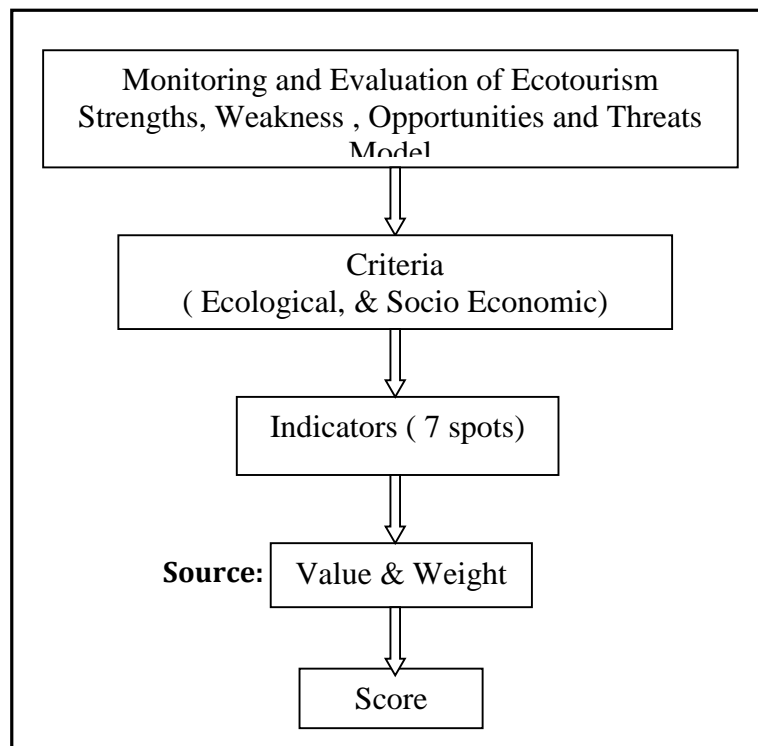 Monitoring and Evaluation of Ecotourism
Strengths, Weakness , Opportunities and Threats
Model
Criteria
( Ecological, & Socio Economic)
Indicators ( 7 spots)
Source:
Value & Weight
Score